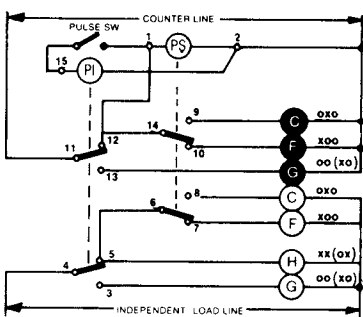 COUNTER LINE
PULSE SW
1
PS
2
15
PI
9
C
OXO
12
14
F
XOO
11
10
13
G
OO (XO)
8
C
OXO
6
7
F
XOO
5
H
XX (OX)
4
G
OO (XO)
3
INDEPENDENT LOAD LINE